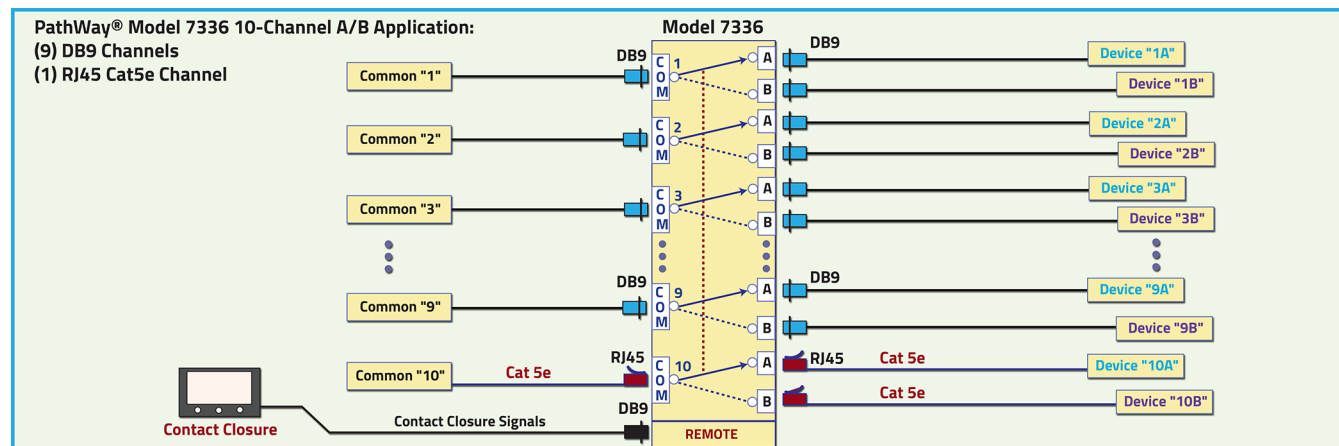 PathWay® Model 7336 10-Channel A/B Application:
(9) DB9 Channels
(1) RJ45 Cat5e Channel
Model 7336
DB9
DB9
Common "1"
COM
1
A
B
Device "1A"
Device "1B"
Common "2"
COM
2
A
B
Device "2A"
Device "2B"
Common "3"
COM
3
A
B
Device "3A"
Device "3B"
DB9
DB9
Common "9"
COM
9
A
B
Device "9A"
Device "9B"
RJ45
RJ45
Common "10"
Cat 5e
COM
10
A
B
Cat 5e
Device "10A"
Cat 5e
Device "10B"
DB9
Contact Closure
Contact Closure Signals
REMOTE